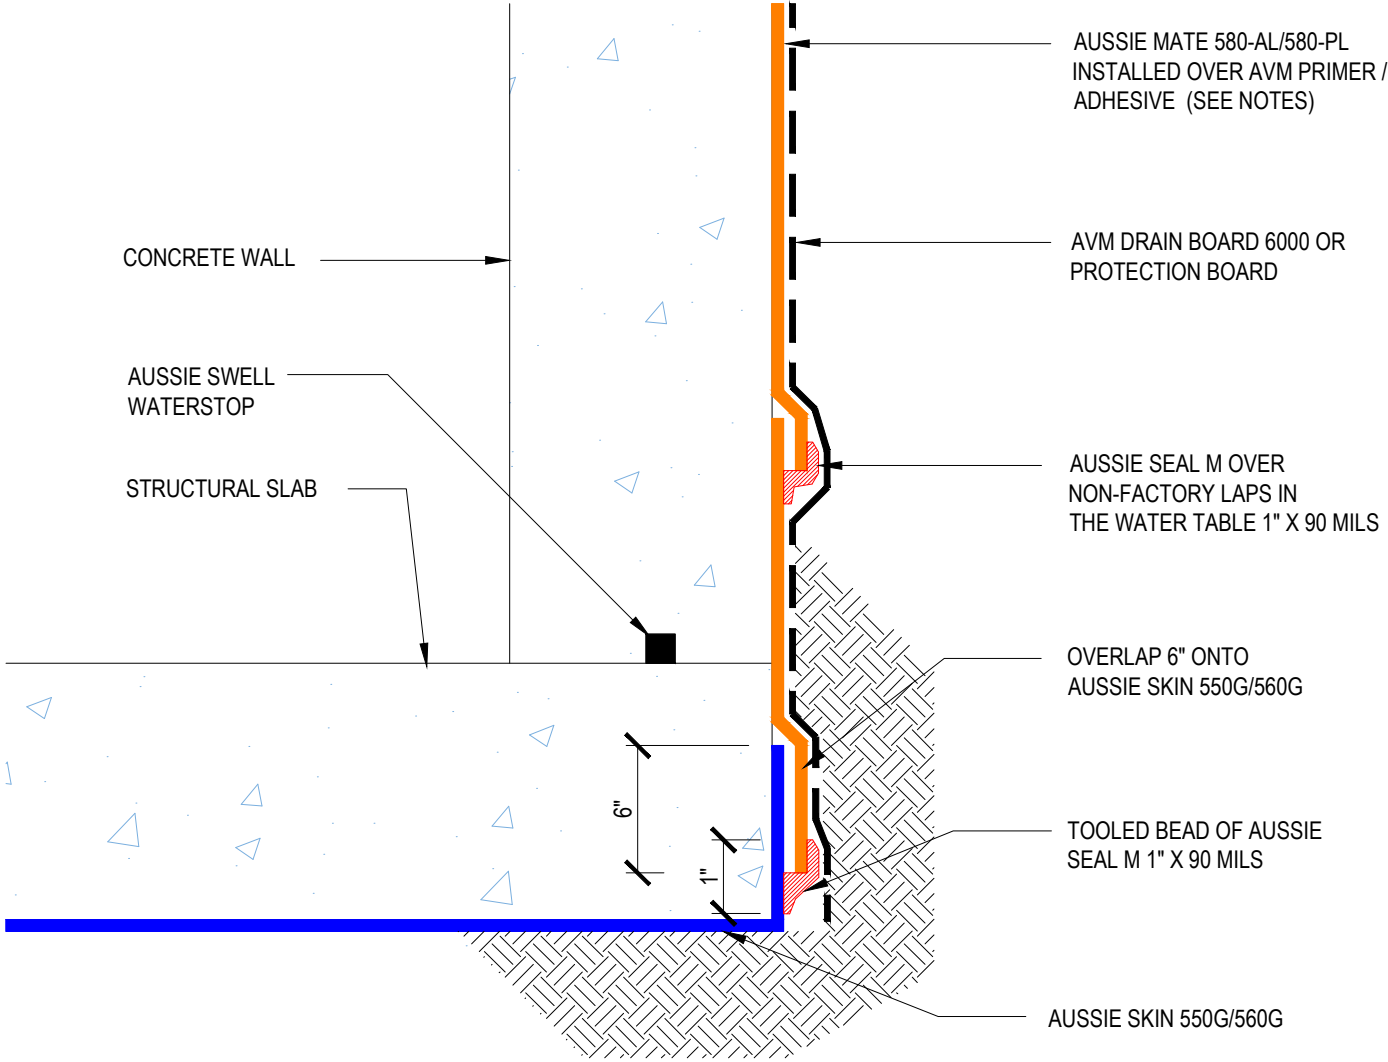 AUSSIE MATE 580-AL/580-PL
INSTALLED OVER AVM PRIMER /
ADHESIVE (SEE NOTES)
AVM DRAIN BOARD 6000 OR
PROTECTION BOARD
CONCRETE WALL
AUSSIE SWELL
WATERSTOP
STRUCTURAL SLAB
AUSSIE SEAL M OVER
NON-FACTORY LAPS IN
THE WATER TABLE 1" X 90 MILS
OVERLAP 6" ONTO
AUSSIE SKIN 550G/560G
6"
1"
TOOLED BEAD OF AUSSIE
SEAL M 1" X 90 MILS
AUSSIE SKIN 550G/560G